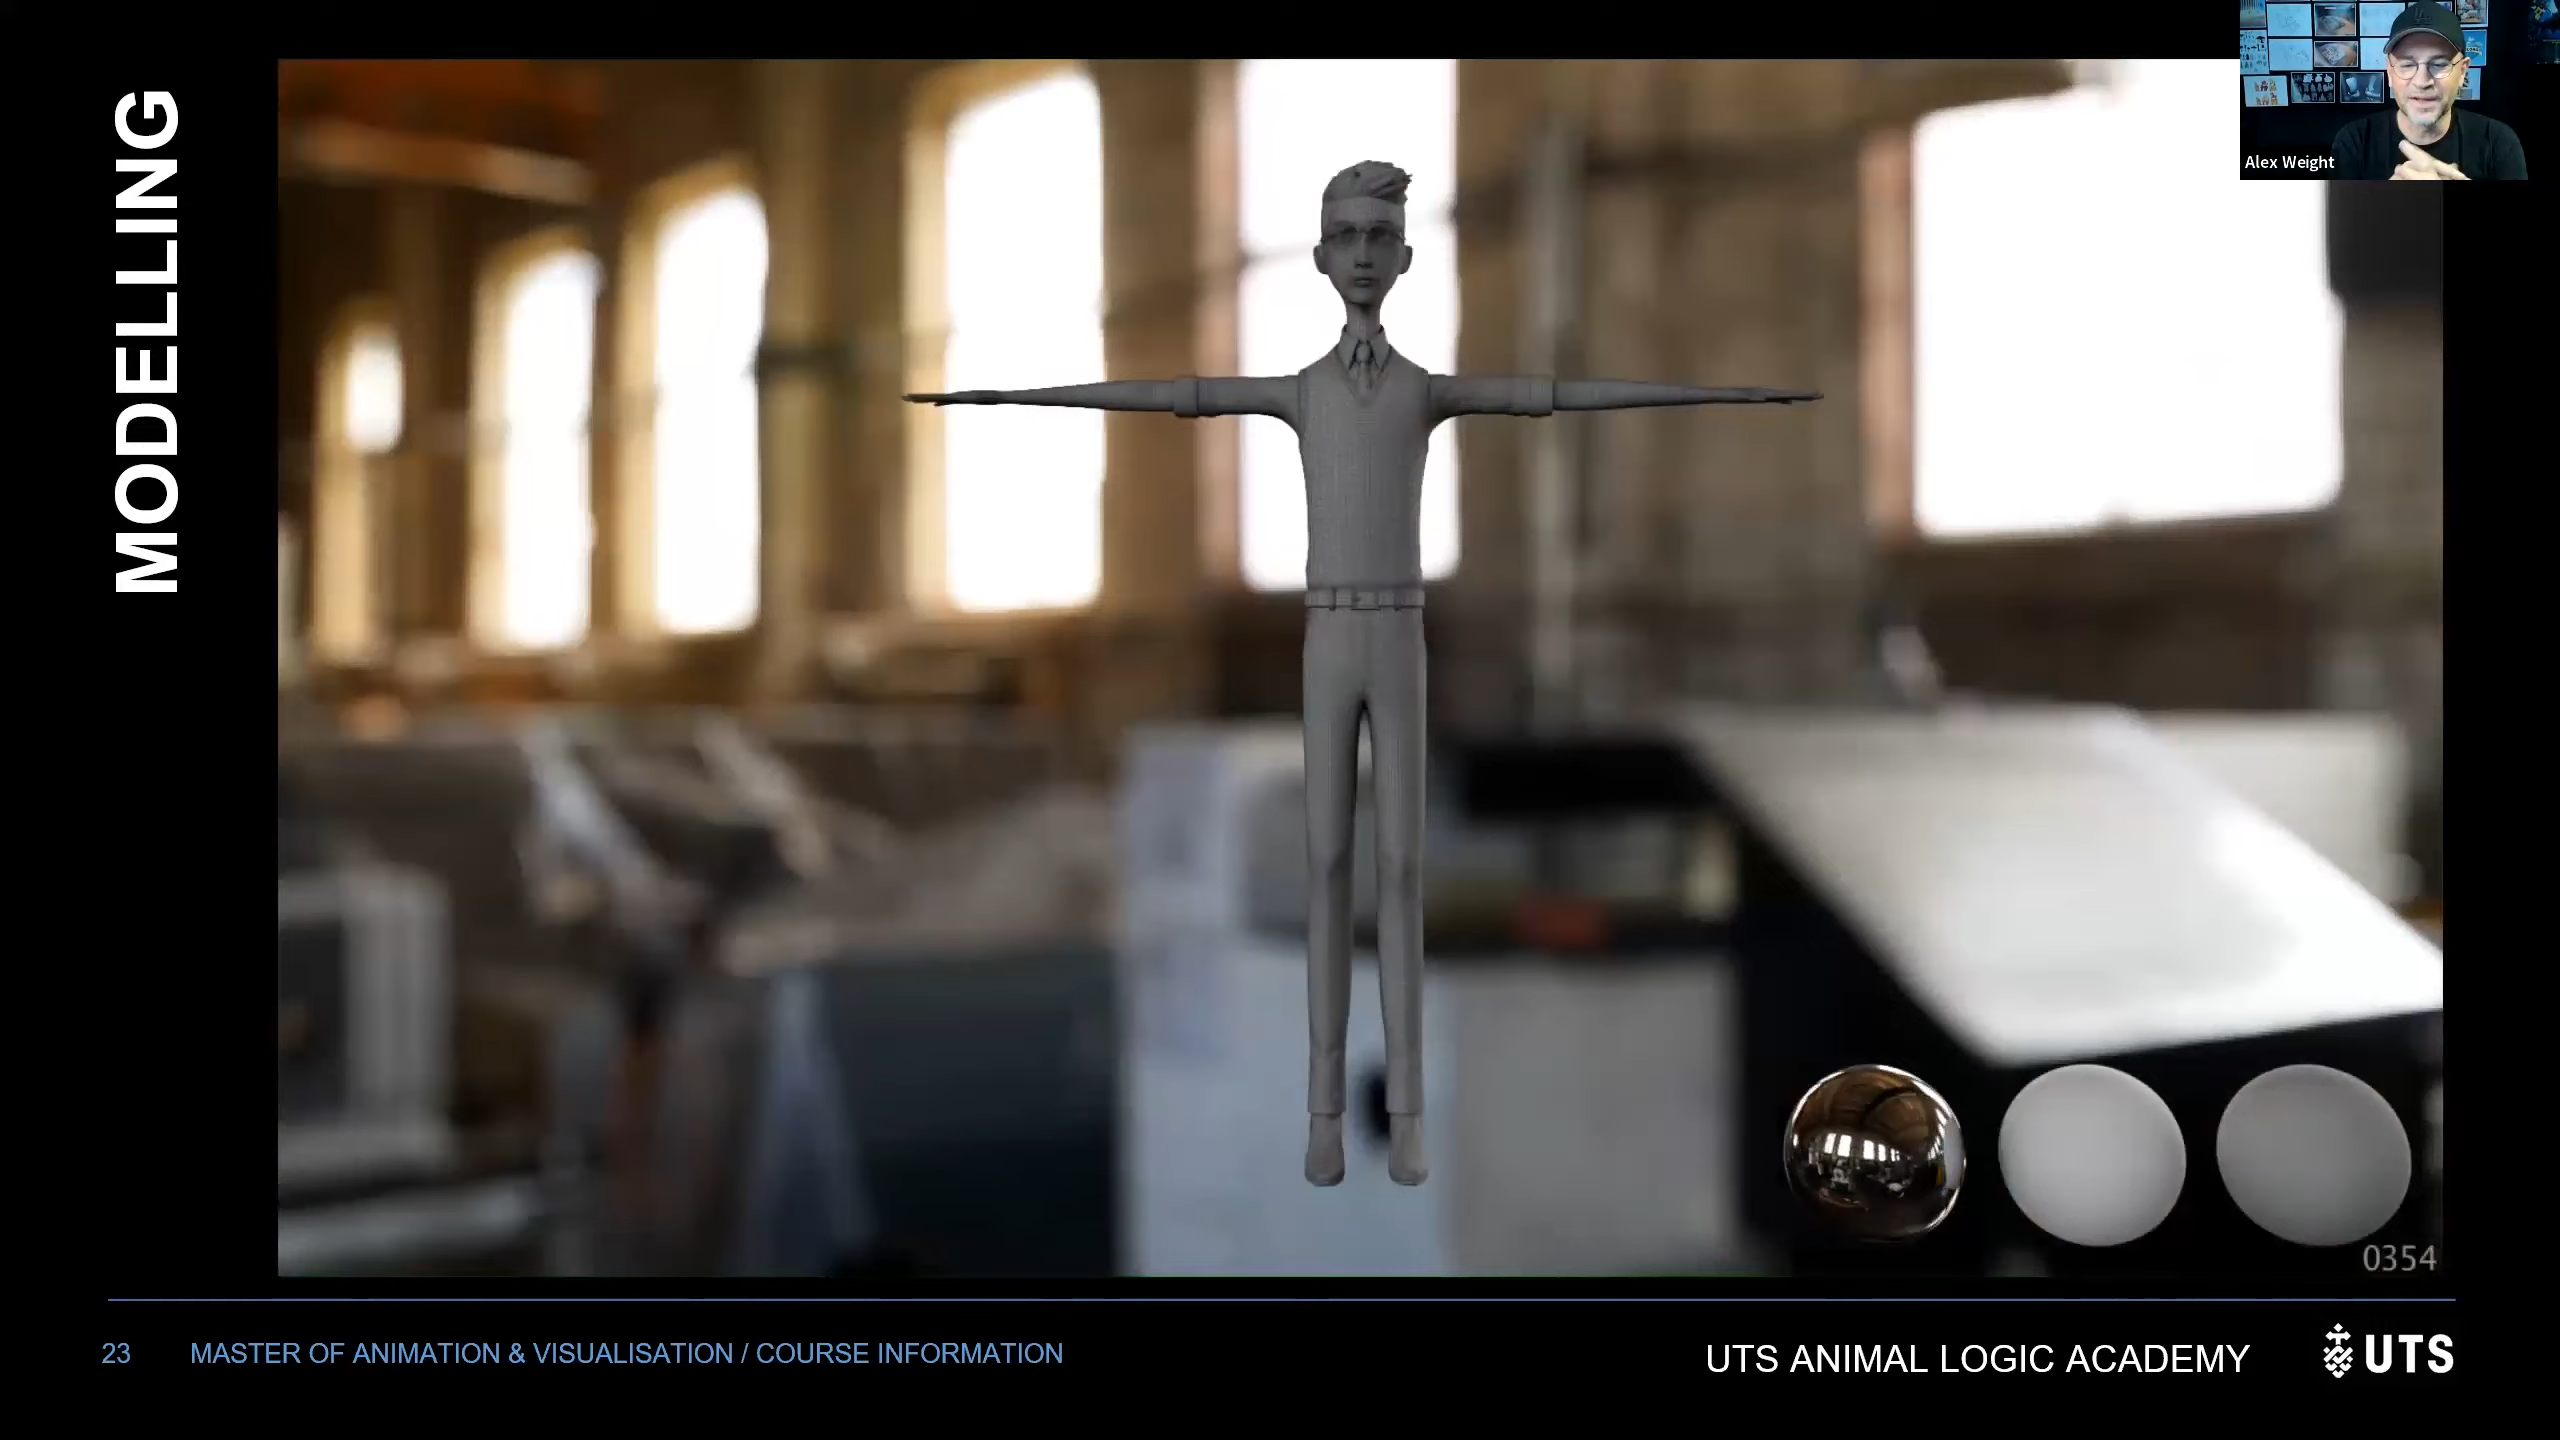 MODELLING
Alex Weight
0354
23 MASTER OF ANIMATION & VISUALISATION / COURSE INFORMATION
UTS ANIMAL LOGIC ACADEMY
UTS